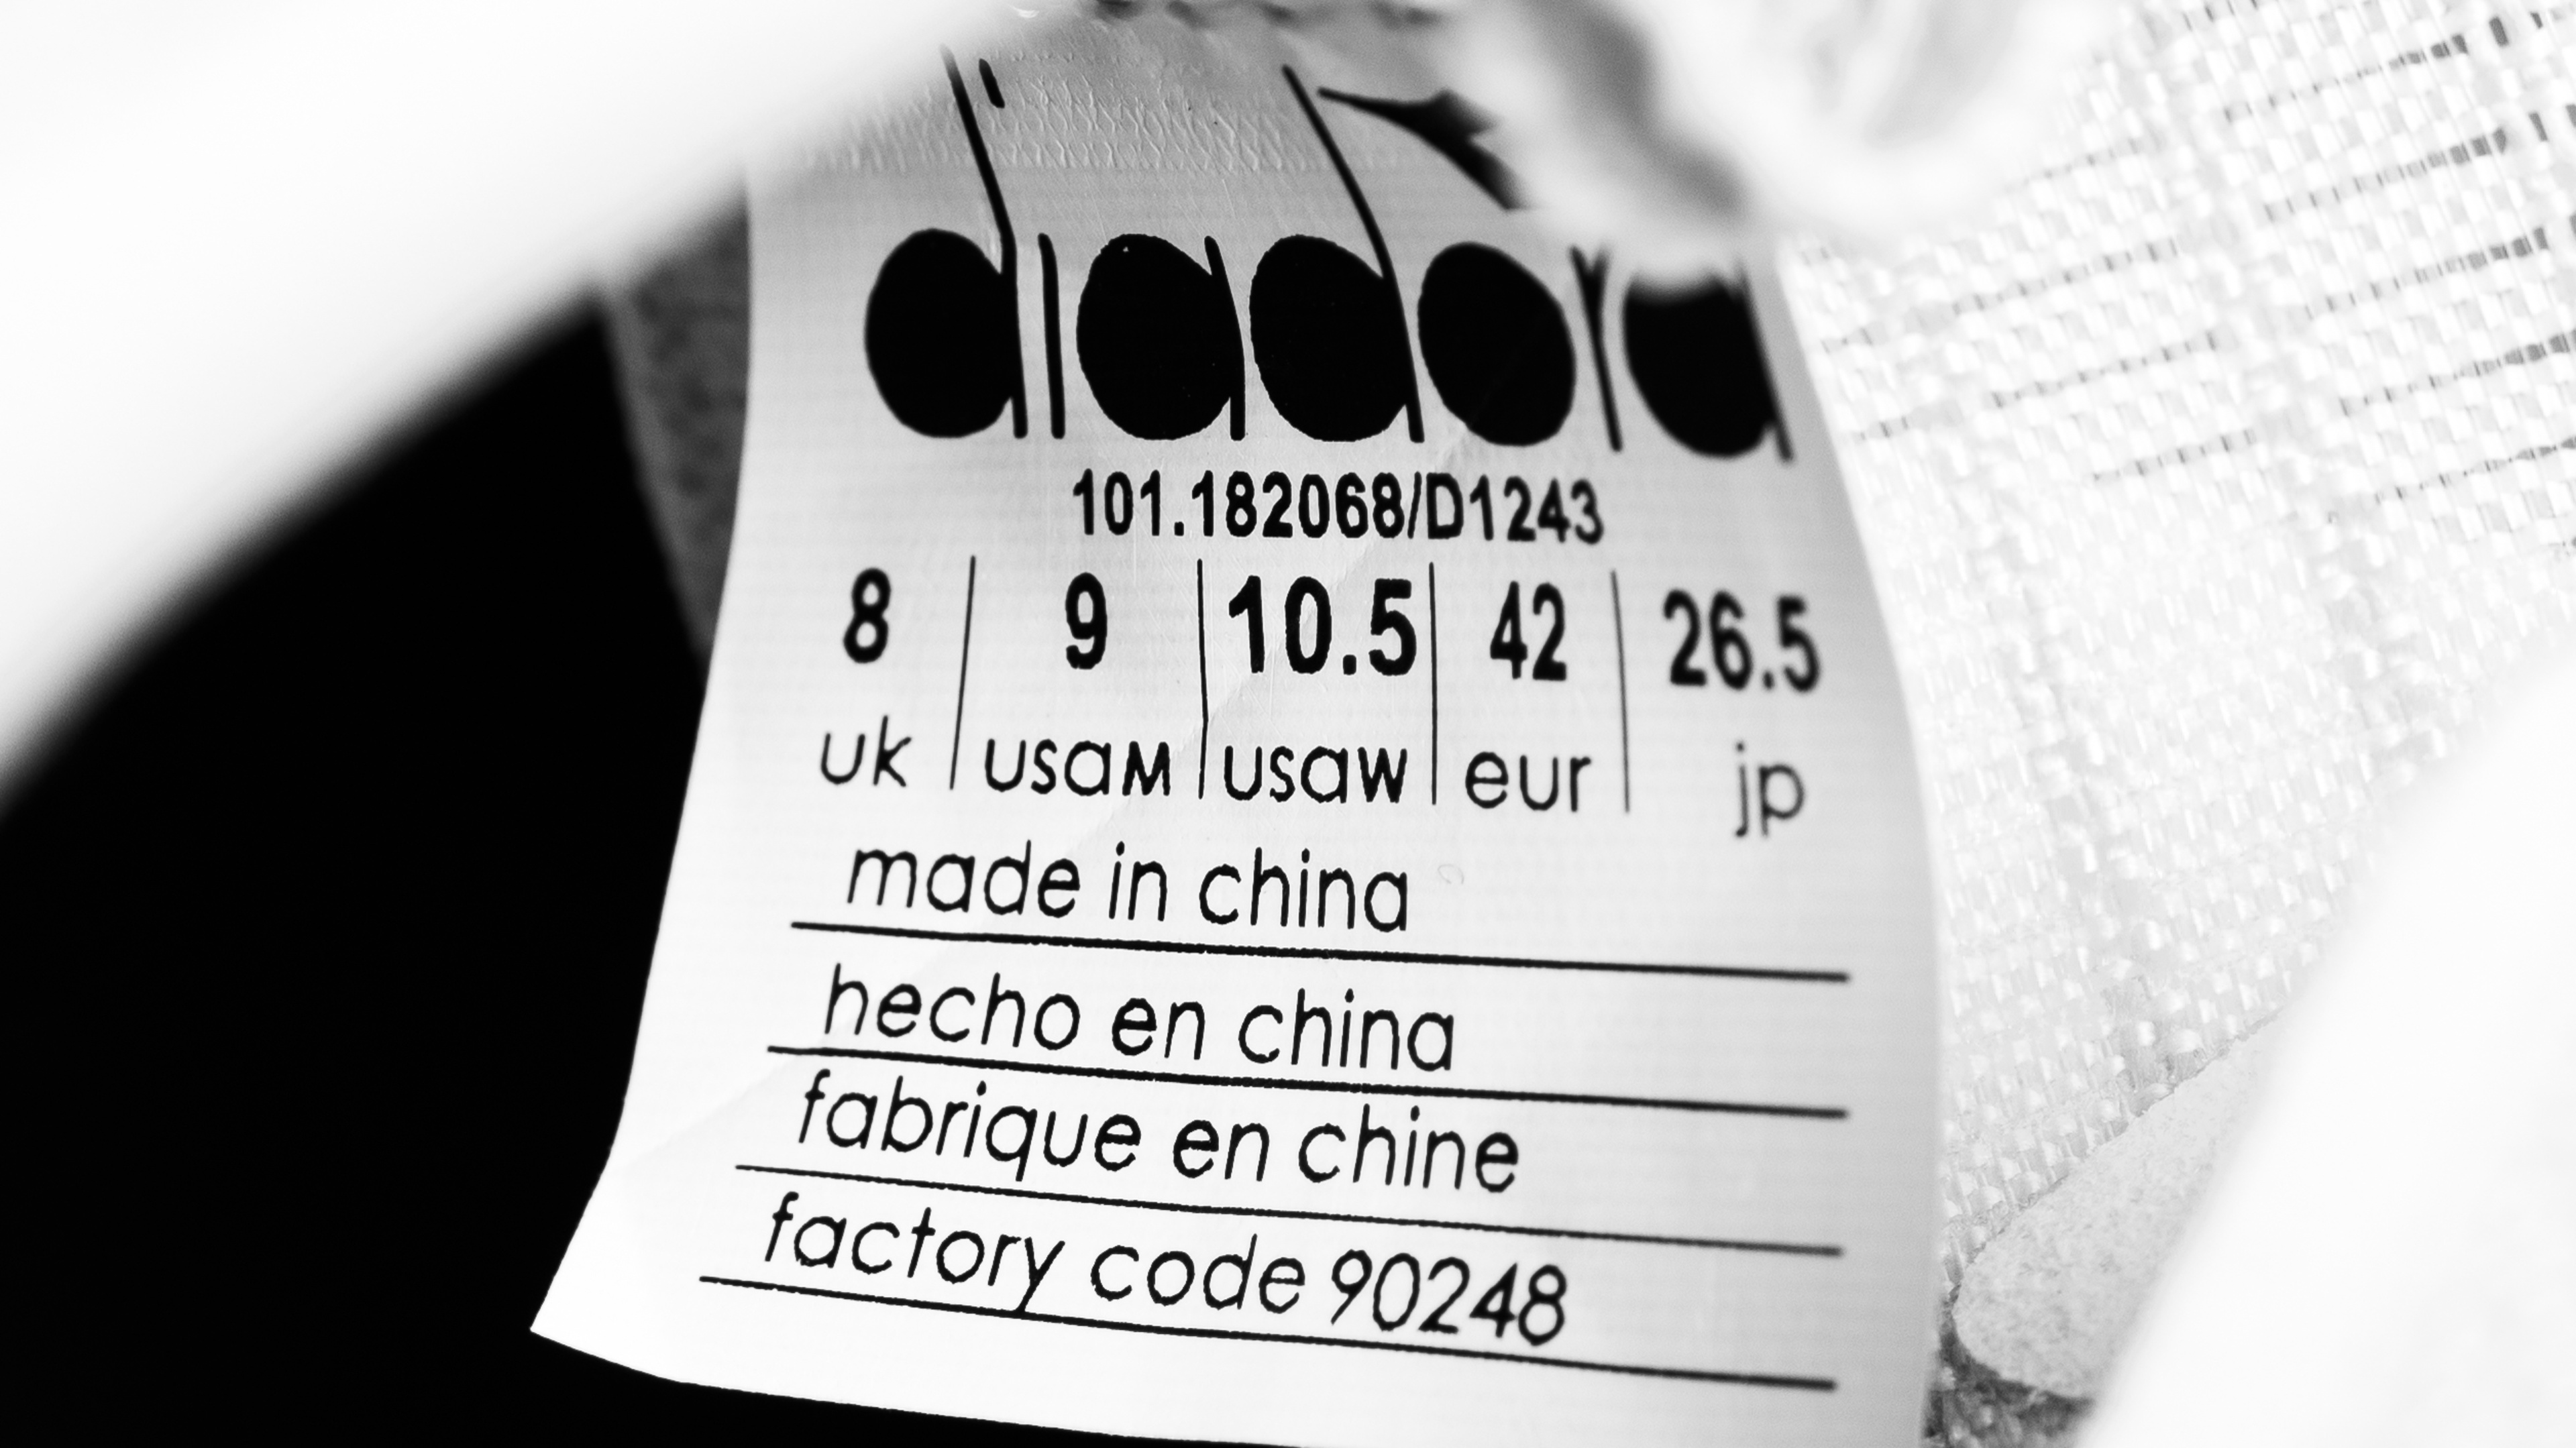 diadora
101.182068/D1243
8 9 10.5 42 26.5
uk usaM usaW eur jp
made in china
hecho en china
fabrique en chine
factory code 90248